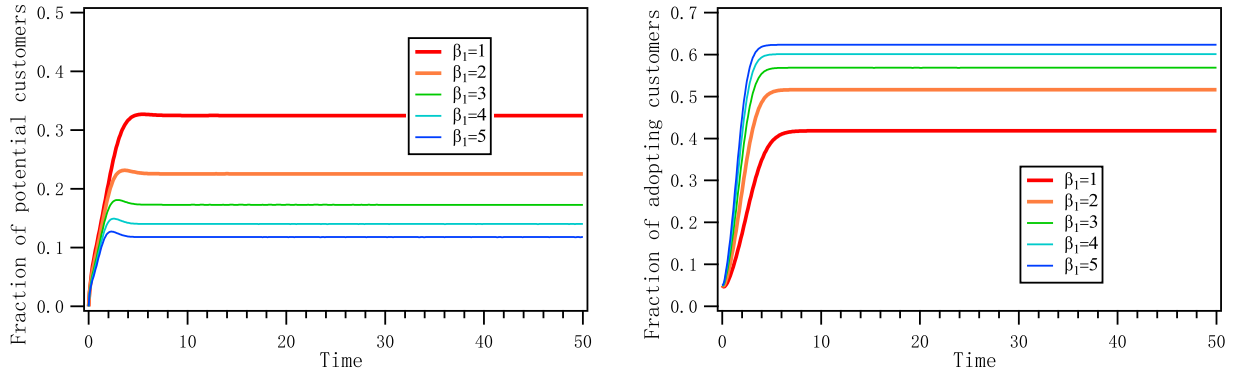 Fraction of potential customers
0.5
0.4
0.3
0.2
0.1
0.0
β1=1
β1=2
β1=3
β1=4
β1=5
0 10 20 30 40 50
Time
Fraction of adopting customers
0.7
0.6
0.5
0.4
0.3
0.2
0.1
0.0
β1=1
β1=2
β1=3
β1=4
β1=5
0 10 20 30 40 50
Time